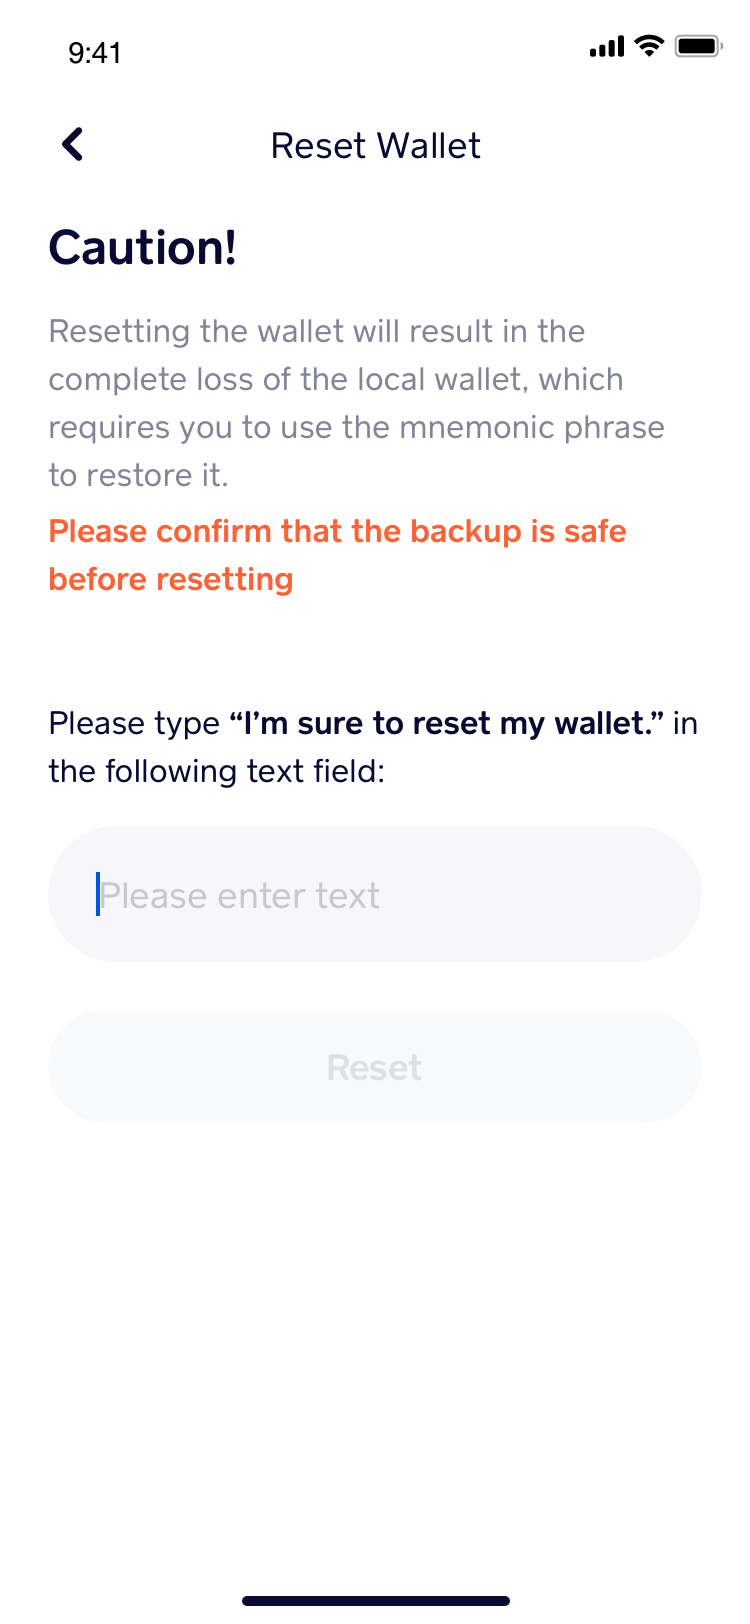 9:41
Reset Wallet
Caution!
Resetting the wallet will result in the
complete loss of the local wallet, which
requires you to use the mnemonic phrase
to restore it.
Please confirm that the backup is safe
before resetting
Please type “I’m sure to reset my wallet.” in
the following text field:
Please enter text
Reset